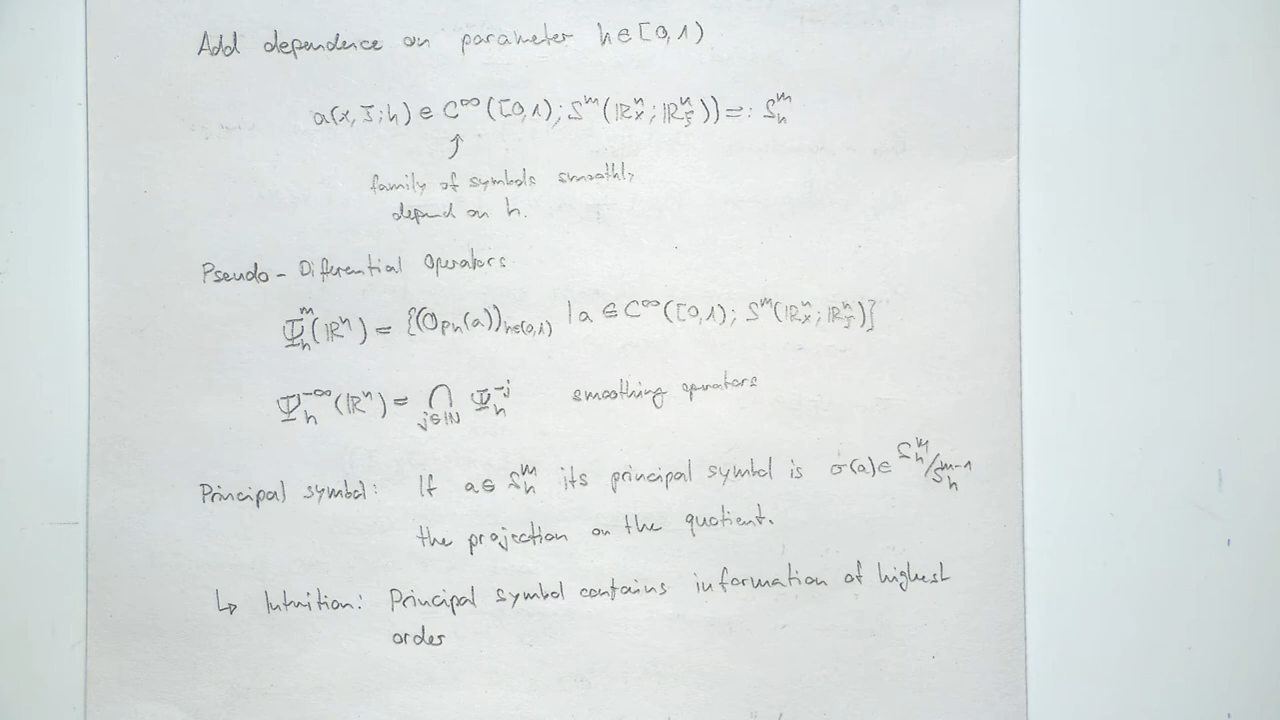 Add dependence on parameter h∈[0,1)
a(x,ξ;h) ∈ C^∞([0,1); S^m(ℝ^n_x; ℝ^n_ξ)) =: S^m_h
↑
family of symbols smoothly
depend on h.
Pseudo-Diferential Operators
Ψ^m_h(ℝ^n) = {(Op_h(a))_{h∈(0,1)} | a ∈ C^∞([0,1); S^m(ℝ^n_x; ℝ^n_ξ)}
Ψ^{-∞}_h(ℝ^n) = ⋂_{j∈ℕ} Ψ^{-j}_h smoothing operators
Principal symbol: If a∈ S^m_h its principal symbol is σ(a)∈ S^m_h/S^{m-1}_h
the projection on the quotient.
↳ Intuition: Principal symbol contains information of highest
order